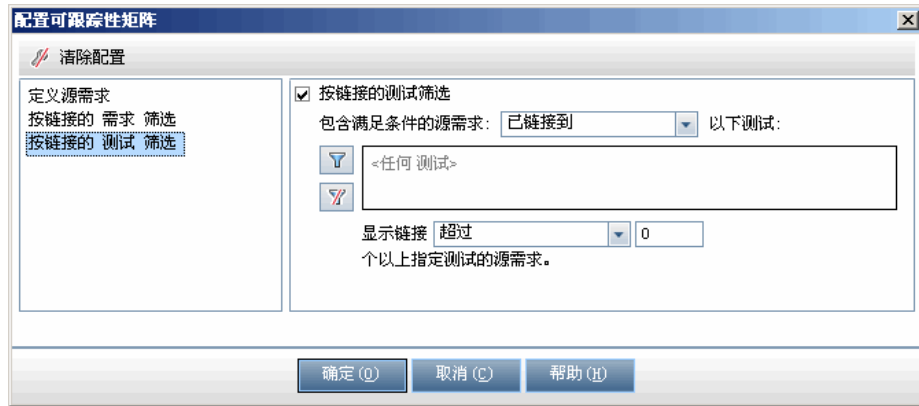 配置可跟踪性矩阵
清除配置
定义源需求
按链接的 需求 筛选
按链接的 测试 筛选
按链接的测试筛选
包含满足条件的源需求: 已链接到 以下测试:
<任何 测试>
显示链接 超过 0
个以上指定测试的源需求。
确定(O) 取消(C) 帮助(H)